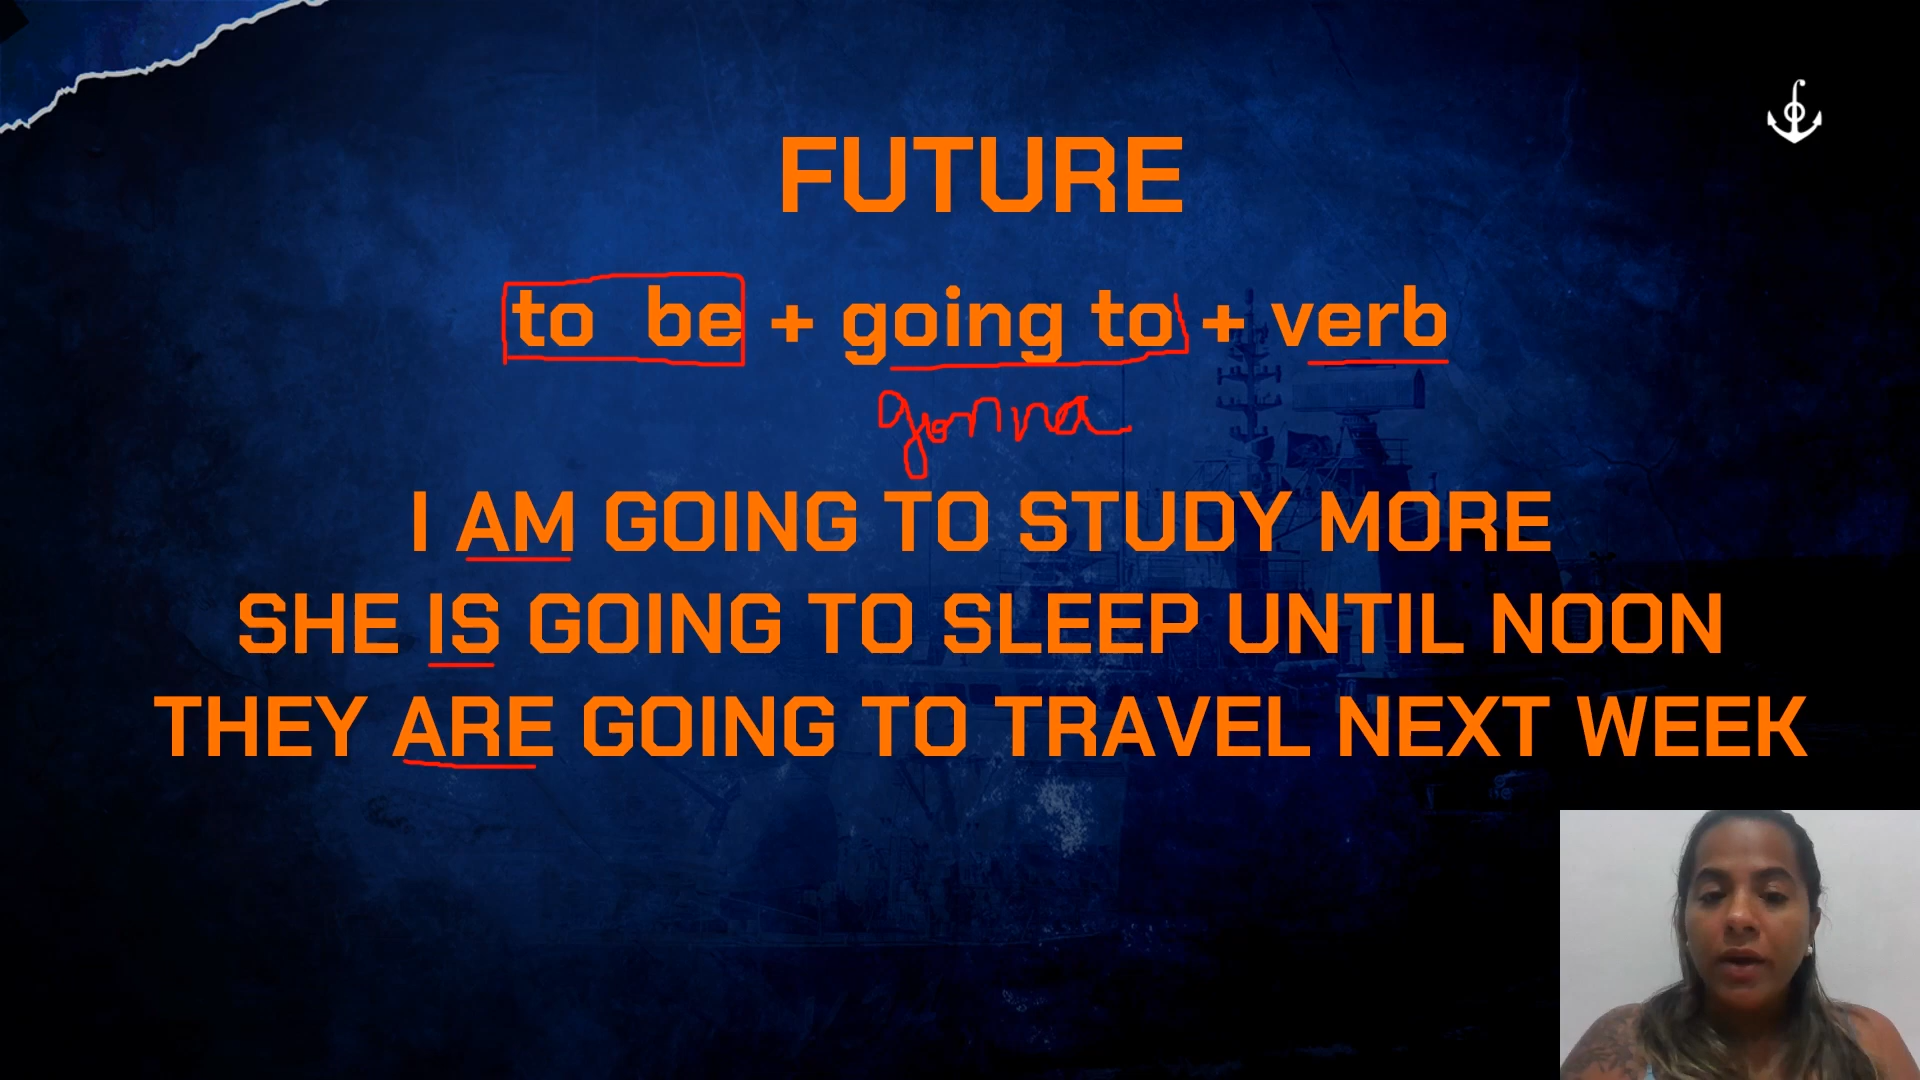 FUTURE
to be + going to + verb
gonna
I AM GOING TO STUDY MORE
SHE IS GOING TO SLEEP UNTIL NOON
THEY ARE GOING TO TRAVEL NEXT WEEK